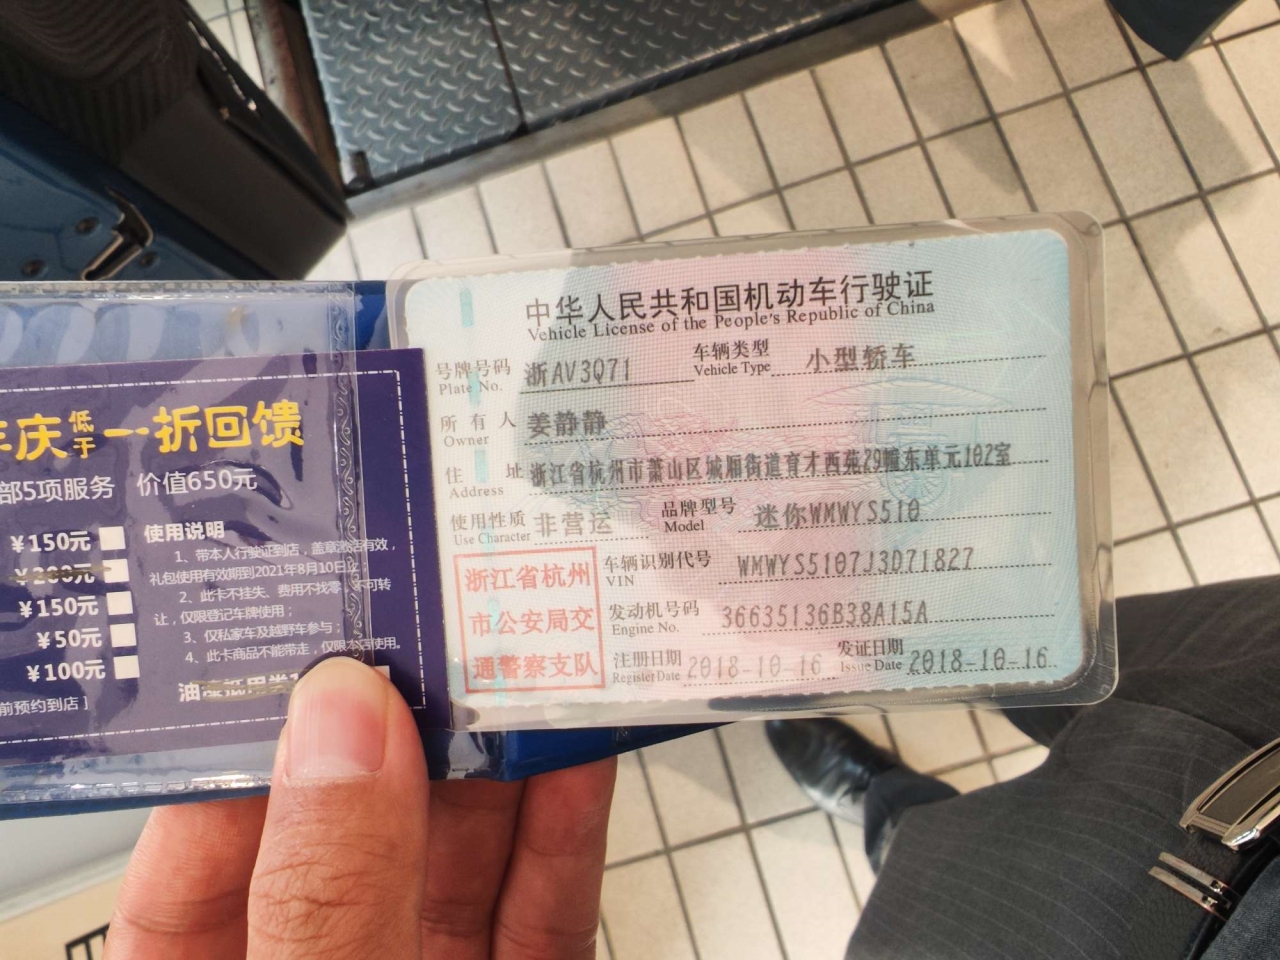 中华人民共和国机动车行驶证
Vehicle License of the People's Republic of China
号牌号码 浙AV3Q71 车辆类型 小型轿车
Plate No. Vehicle Type
所有人 姜静静
Owner
住址 浙江省杭州市萧山区城厢街道育才西苑29幢东单元102室
Address
使用性质 非营运 品牌型号 迷你WMWYS510
Use Character Model
浙江省杭州
市公安局交
通警察支队
车辆识别代号 WMWYS5107J3D71827
VIN
发动机号码 36635136B38A15A
Engine No.
注册日期 2018-10-16 发证日期 2018-10-16
Register Date Issue Date
庆低于一折回馈
部5项服务 价值650元
¥150元
¥200元
¥150元
¥50元
¥100元
前预约到店]
使用说明
1、带本人行驶证到店，盖章激活有效，
礼包使用有效期到2021年8月10日止；
2、此卡不挂失、费用不找零、不可转
让，仅限登记车牌使用；
3、仅私家车及越野车参与；
4、此卡商品不能带走，仅限本店使用。